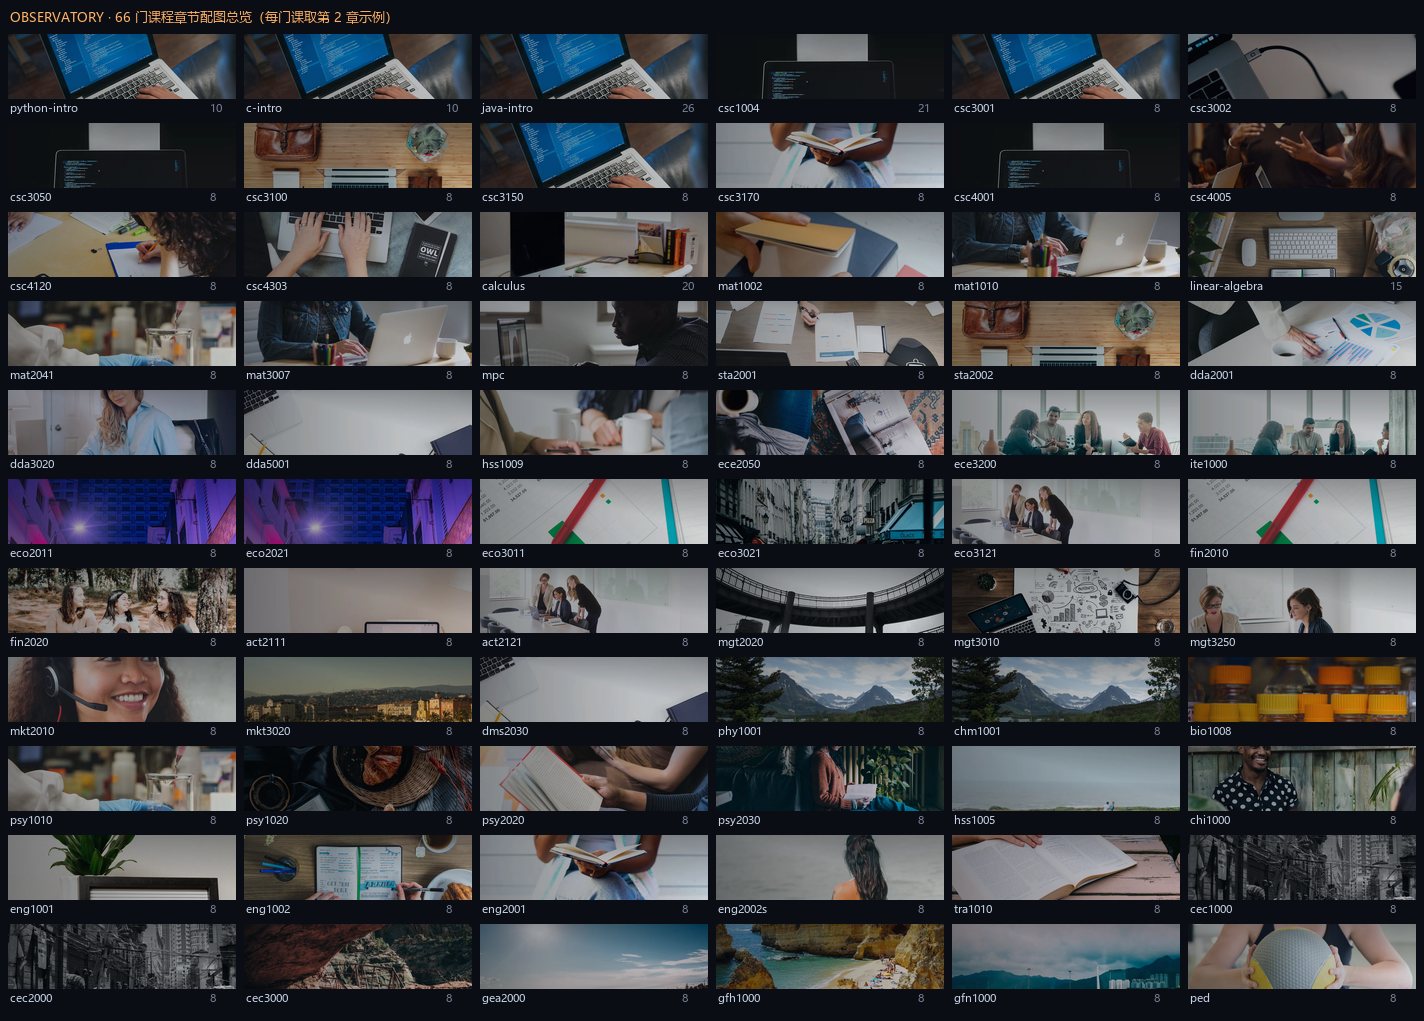 OBSERVATORY · 66 门课程章节配图总览（每门课取第 2 章示例）
python-intro 10 c-intro 10 java-intro 26 csc1004 21 csc3001 8 csc3002 8
csc3050 8 csc3100 8 csc3150 8 csc3170 8 csc4001 8 csc4005 8
OWL
csc4120 8 csc4303 8 calculus 20 mat1002 8 mat1010 8 linear-algebra 15
mat2041 8 mat3007 8 mpc 8 sta2001 8 sta2002 8 dda2001 8
dda3020 8 dda5001 8 hss1009 8 ece2050 8 ece3200 8 ite1000 8
eco2011 8 eco2021 8 eco3011 8 eco3021 8 eco3121 8 fin2010 8
fin2020 8 act2111 8 act2121 8 mgt2020 8 mgt3010 8 mgt3250 8
mkt2010 8 mkt3020 8 dms2030 8 phy1001 8 chm1001 8 bio1008 8
psy1010 8 psy1020 8 psy2020 8 psy2030 8 hss1005 8 chi1000 8
eng1001 8 eng1002 8 eng2001 8 eng2002s 8 tra1010 8 cec1000 8
cec2000 8 cec3000 8 gea2000 8 gfh1000 8 gfn1000 8 ped 8